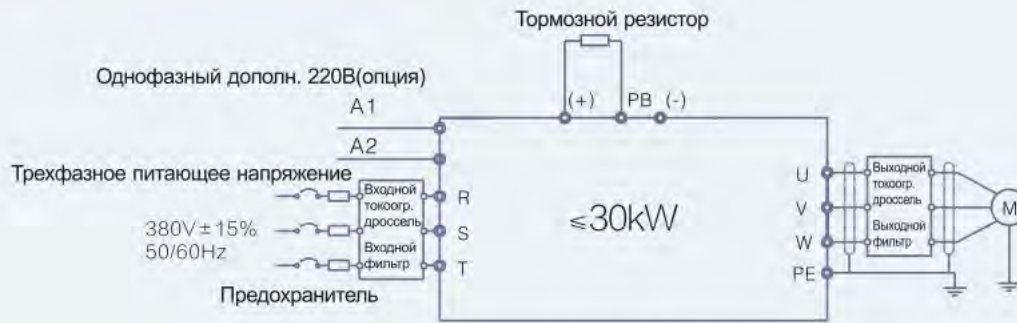 Тормозной резистор
Однофазный дополн. 220В(опция)
A1
(+) PB (-)
A2
Трехфазное питающее напряжение
Входной
токоогр.
дроссель
Входной
фильтр
R
S
T
380V ± 15%
50/60Hz
Предохранитель
≤30kW
U
V
W
PE
Выходной
токоогр.
дроссель
Выходной
фильтр
M